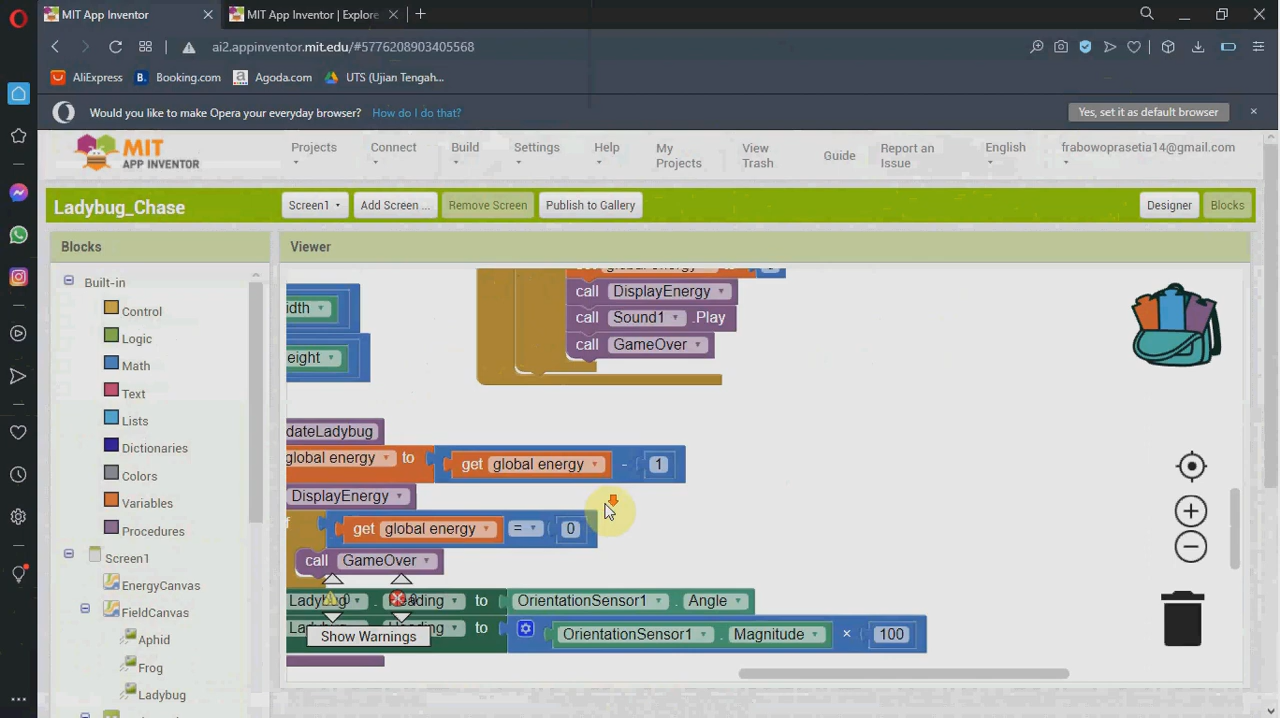 MIT App Inventor
MIT App Inventor | Explore
ai2.appinventor.mit.edu/#5776208903405568
AliExpress
B. Booking.com
a Agoda.com
UTS (Ujian Tengah...
Would you like to make Opera your everyday browser? How do I do that?
Yes, set it as default browser
MIT
APP INVENTOR
Projects
Connect
Build
Settings
Help
My Projects
View Trash
Guide
Report an Issue
English
frabowoprasetia14@gmail.com
Ladybug_Chase
Screen1
Add Screen ...
Remove Screen
Publish to Gallery
Designer
Blocks
Blocks
Viewer
Built-in
Control
Logic
Math
Text
Lists
Dictionaries
Colors
Variables
Procedures
Screen1
EnergyCanvas
FieldCanvas
Aphid
Frog
Ladybug
global energy to
call DisplayEnergy
call Sound1 .Play
call GameOver
idth
eight
dateLadybug
global energy to get global energy - 1
DisplayEnergy
f get global energy = 0
call GameOver
0
Heading to OrientationSensor1 . Angle
to OrientationSensor1 . Magnitude × 100
Show Warnings